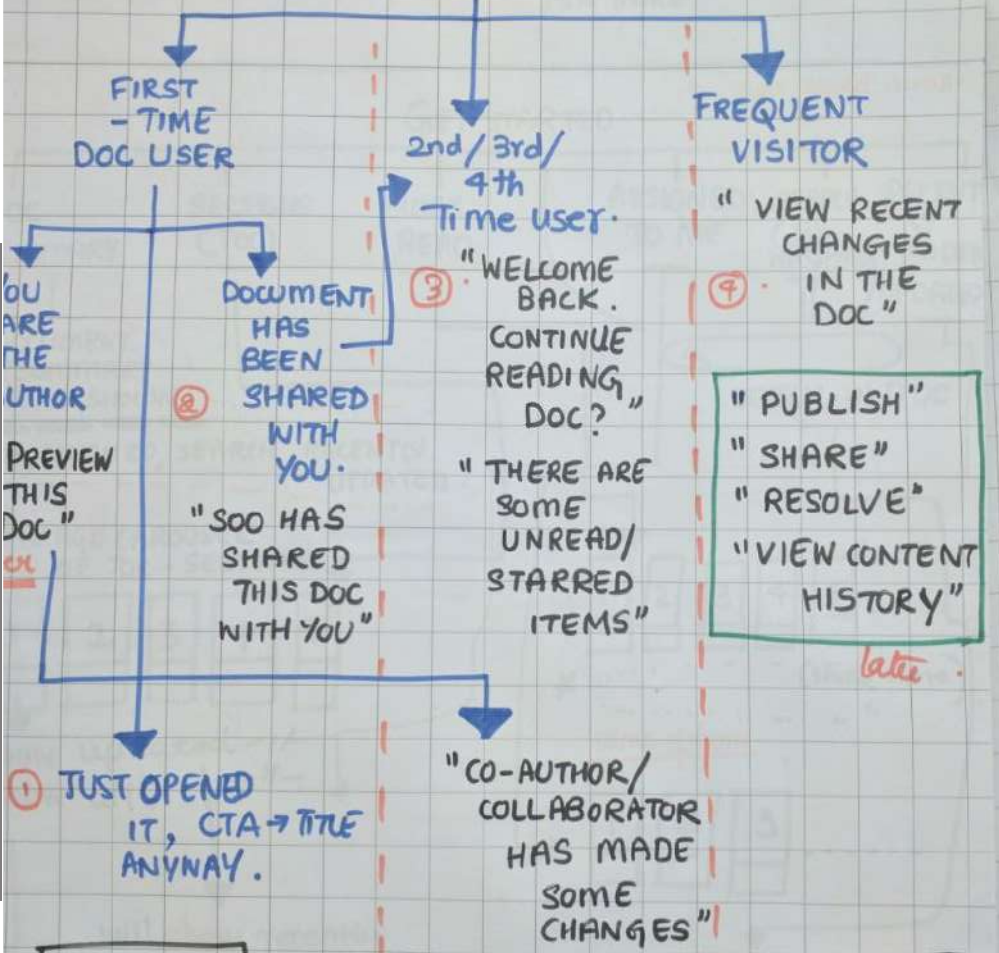 FIRST
- TIME
DOC USER
YOU
ARE
THE
AUTHOR
PREVIEW
THIS
DOC"
DOCUMENT
HAS
BEEN
② SHARED
WITH
YOU.
"SOO HAS
SHARED
THIS DOC
WITH YOU"
① JUST OPENED
IT, CTA → TITLE
ANYNAY.
2nd/3rd/
4th
Time user.
③ . "WELCOME
BACK.
CONTINUE
READING
DOC?"
"THERE ARE
SOME
UNREAD/
STARRED
ITEMS"
"CO-AUTHOR/
COLLABORATOR
HAS MADE
SOME
CHANGES"
FREQUENT
VISITOR
" VIEW RECENT
CHANGES
④ . IN THE
DOC"
"PUBLISH"
"SHARE"
"RESOLVE"
"VIEW CONTENT
HISTORY"
later.